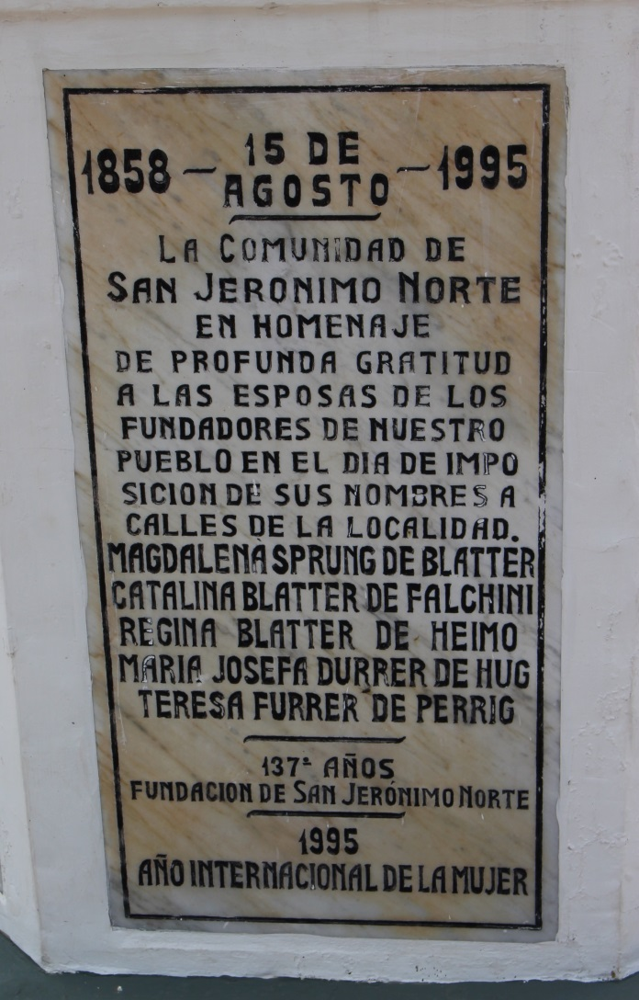 1858 — 15 DE AGOSTO — 1995
LA COMUNIDAD DE
SAN JERONIMO NORTE
EN HOMENAJE
DE PROFUNDA GRATITUD
A LAS ESPOSAS DE LOS
FUNDADORES DE NUESTRO
PUEBLO EN EL DIA DE IMPO
SICION DE SUS NOMBRES A
CALLES DE LA LOCALIDAD.
MAGDALENA SPRUNG DE BLATTER
CATALINA BLATTER DE FALCHINI
REGINA BLATTER DE HEIMO
MARIA JOSEFA DURRER DE HUG
TERESA FURRER DE PERRIG
137º AÑOS
FUNDACION DE SAN JERÓNIMO NORTE
1995
AÑO INTERNACIONAL DE LA MUJER